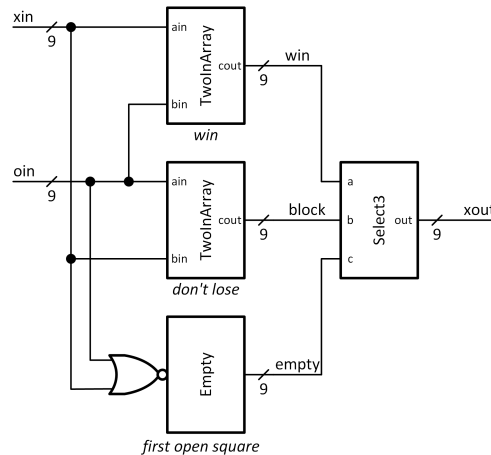 xin
9
ain
TwoInArray
cout
bin
win
9
win
oin
9
ain
TwoInArray
cout
bin
block
9
don't lose
a
b
c
Select3
out
9
xout
Empty
empty
9
first open square